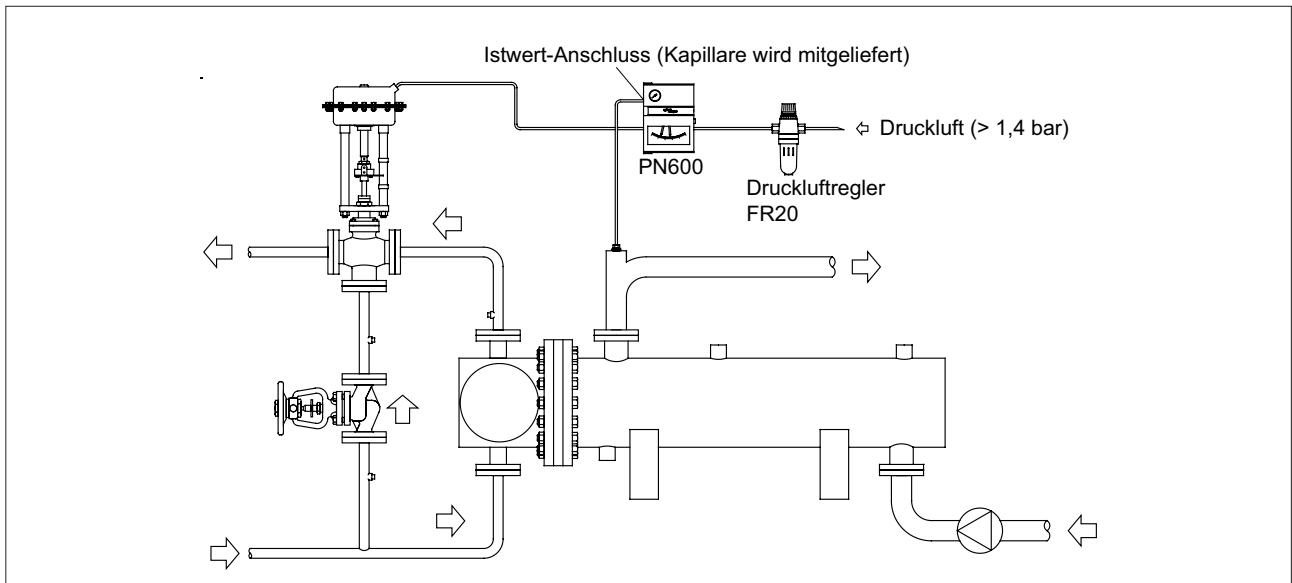 Istwert-Anschluss (Kapillare wird mitgeliefert)
Druckluft (> 1,4 bar)
PN600
Druckluftregler
FR20